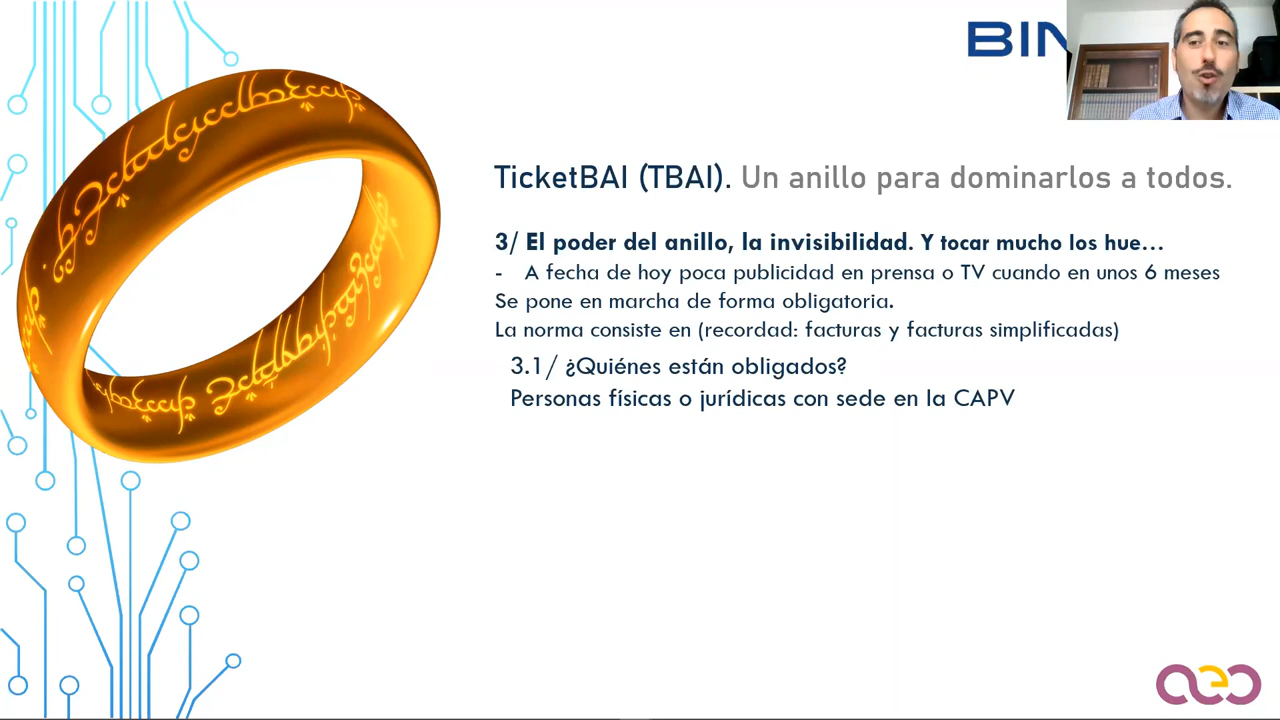 BIN
TicketBAI (TBAI). Un anillo para dominarlos a todos.
3/ El poder del anillo, la invisibilidad. Y tocar mucho los hue...
- A fecha de hoy poca publicidad en prensa o TV cuando en unos 6 meses
Se pone en marcha de forma obligatoria.
La norma consiste en (recordad: facturas y facturas simplificadas)
3.1/ ¿Quiénes están obligados?
Personas físicas o jurídicas con sede en la CAPV
aec